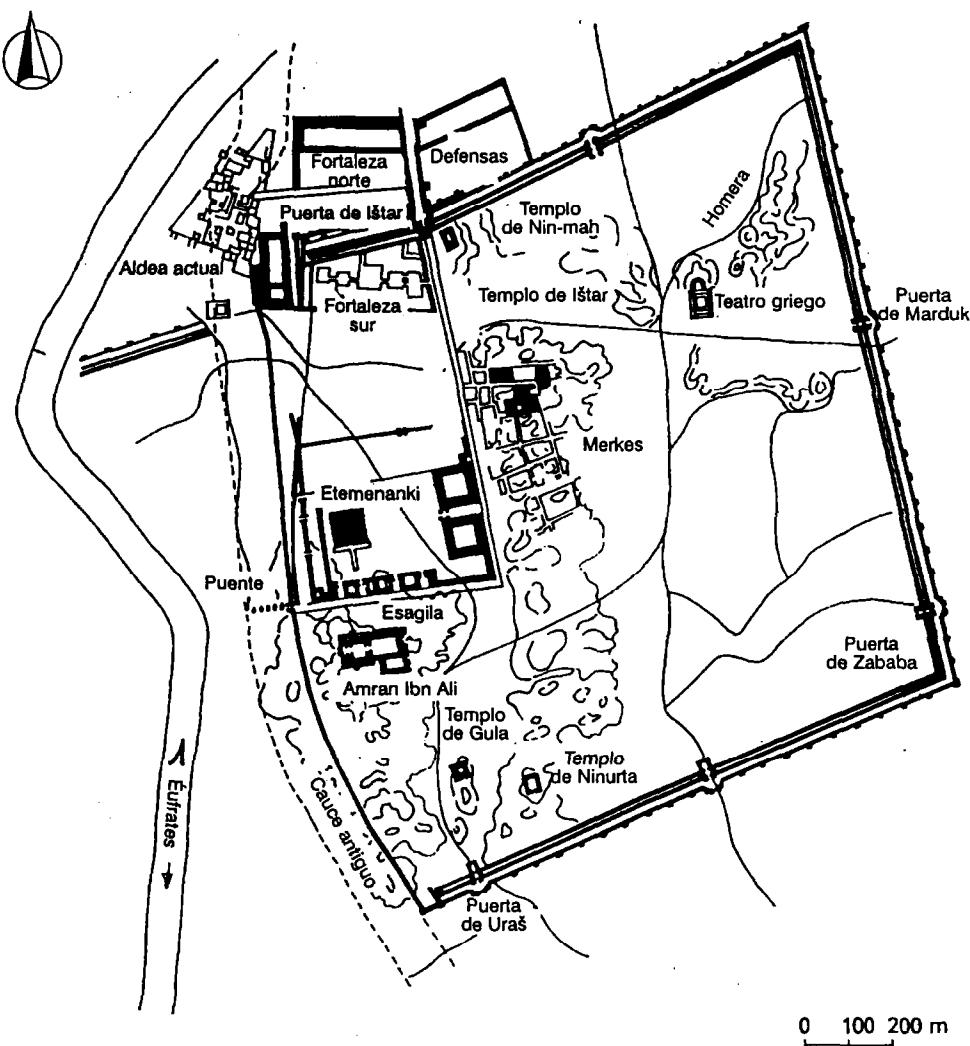 Fortaleza
norte
Defensas
Puerta de Ištar
Templo
de Nin-mah
Homera
Aldea actual
Fortaleza
sur
Templo de Ištar
Teatro griego
Puerta
de Marduk
Merkes
Etemenanki
Puente
Esagila
Puerta
de Zababa
Amran Ibn Ali
Templo
de Gula
Templo
de Ninurta
Éufrates
Cauce antiguo
Puerta
de Uraš
0 100 200 m